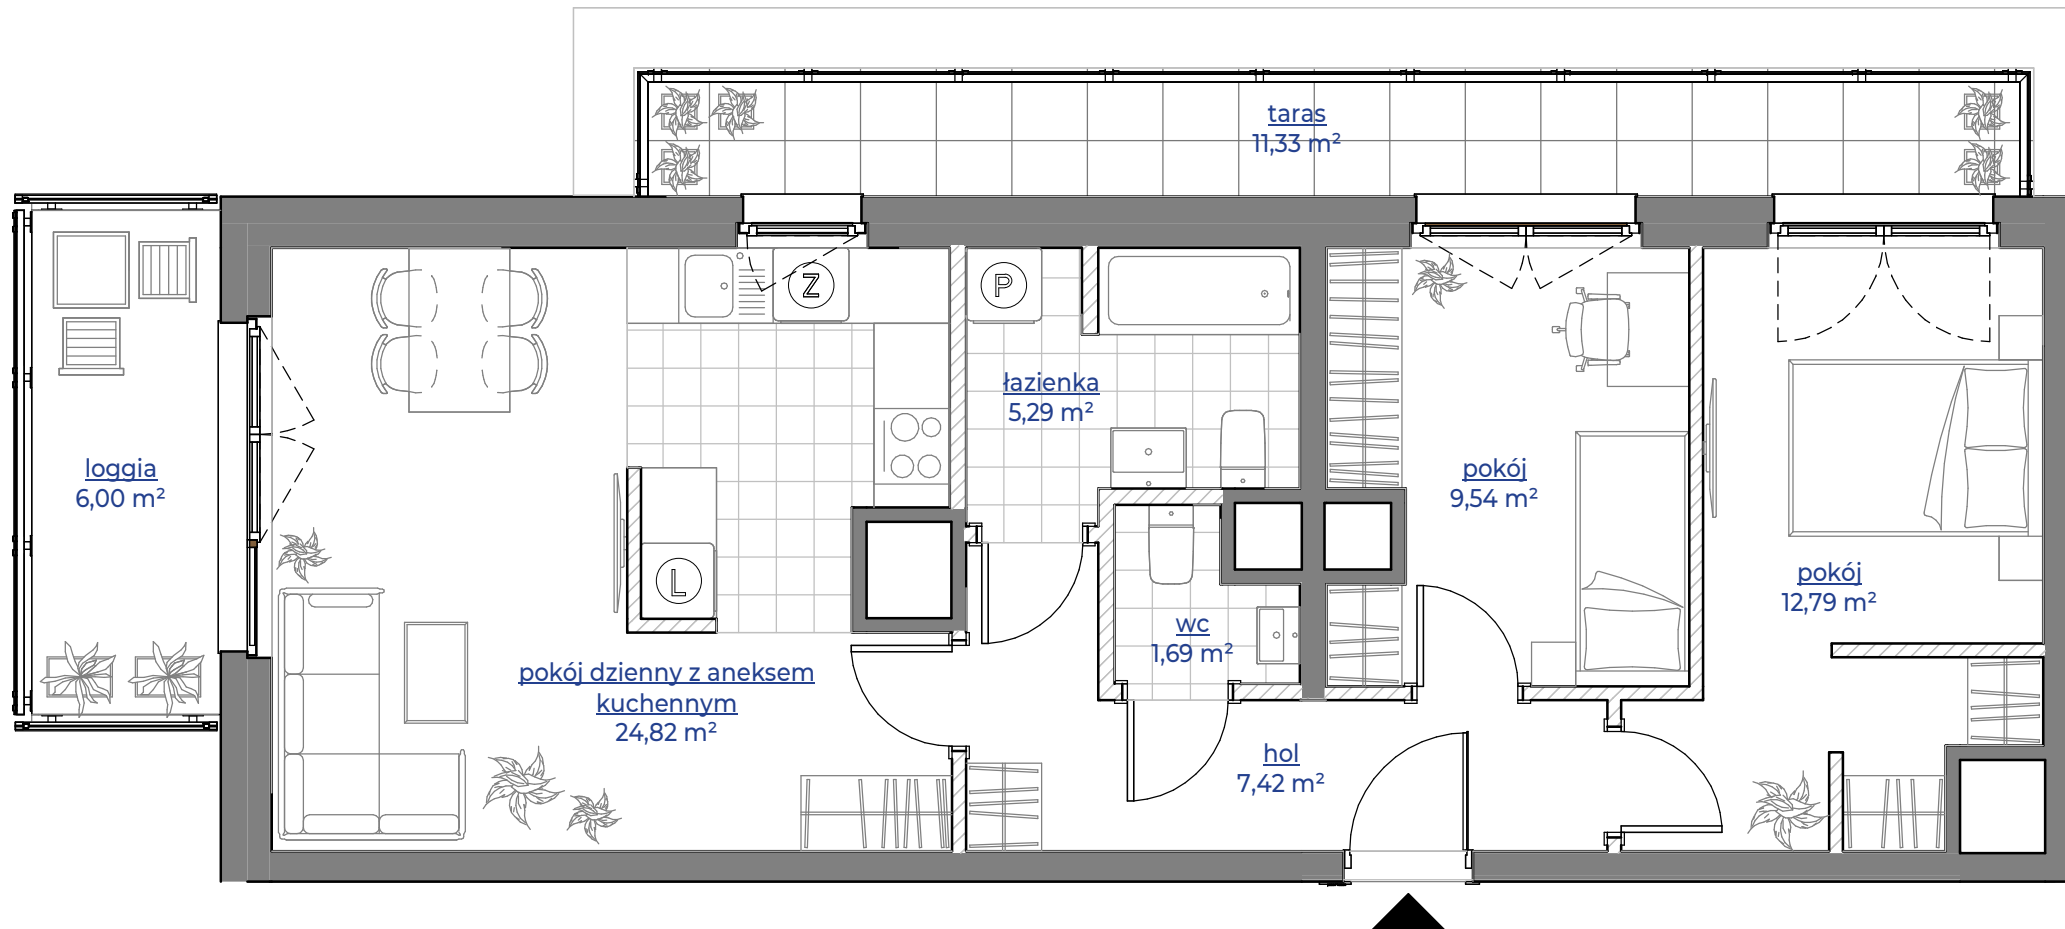 taras
11,33 m²
Z
P
łazienka
5,29 m²
loggia
6,00 m²
pokój
9,54 m²
L
pokój
12,79 m²
wc
1,69 m²
pokój dzienny z aneksem
kuchennym
24,82 m²
hol
7,42 m²